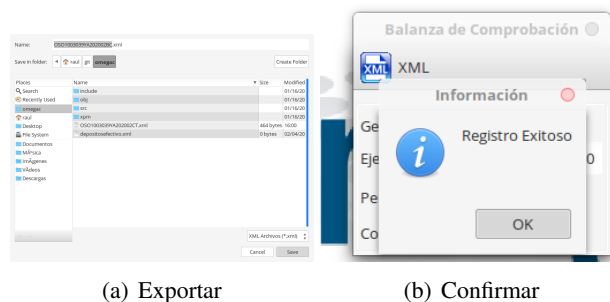 Name:
.xml
Save in folder:
raul
git
omegas
Create Folder
Places
Name
Size
Modified
Search
include
01/16/20
Recently Used
obj
01/16/20
omegas
src
01/16/20
raul
xpm
01/16/20
Desktop
464 bytes
16:00
File System
depositosefectivo.xml
0 bytes
02/04/20
Documentos
MÃºsica
ImÃ¡genes
VÃ­deos
Descargas
XML Archivos (*.xml)
Cancel
Save
Balanza de Comprobación
XML
XML
Información
Ge
Registro Exitoso
Eje
0
Pe
Co
OK
(a) Exportar
(b) Confirmar